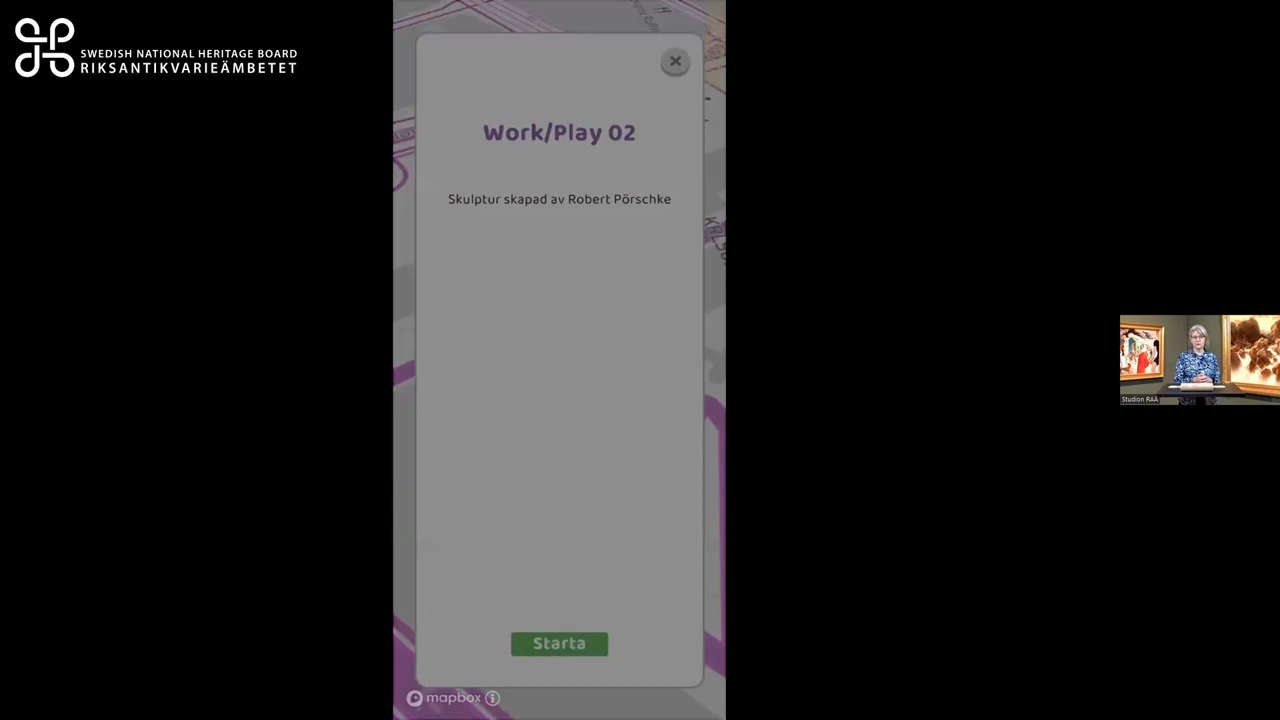 SWEDISH NATIONAL HERITAGE BOARD
RIKSANTIKVARIEÄMBETET
Work/Play 02
Skulptur skapad av Robert Pörschke
Starta
mapbox
Studion RAÄ